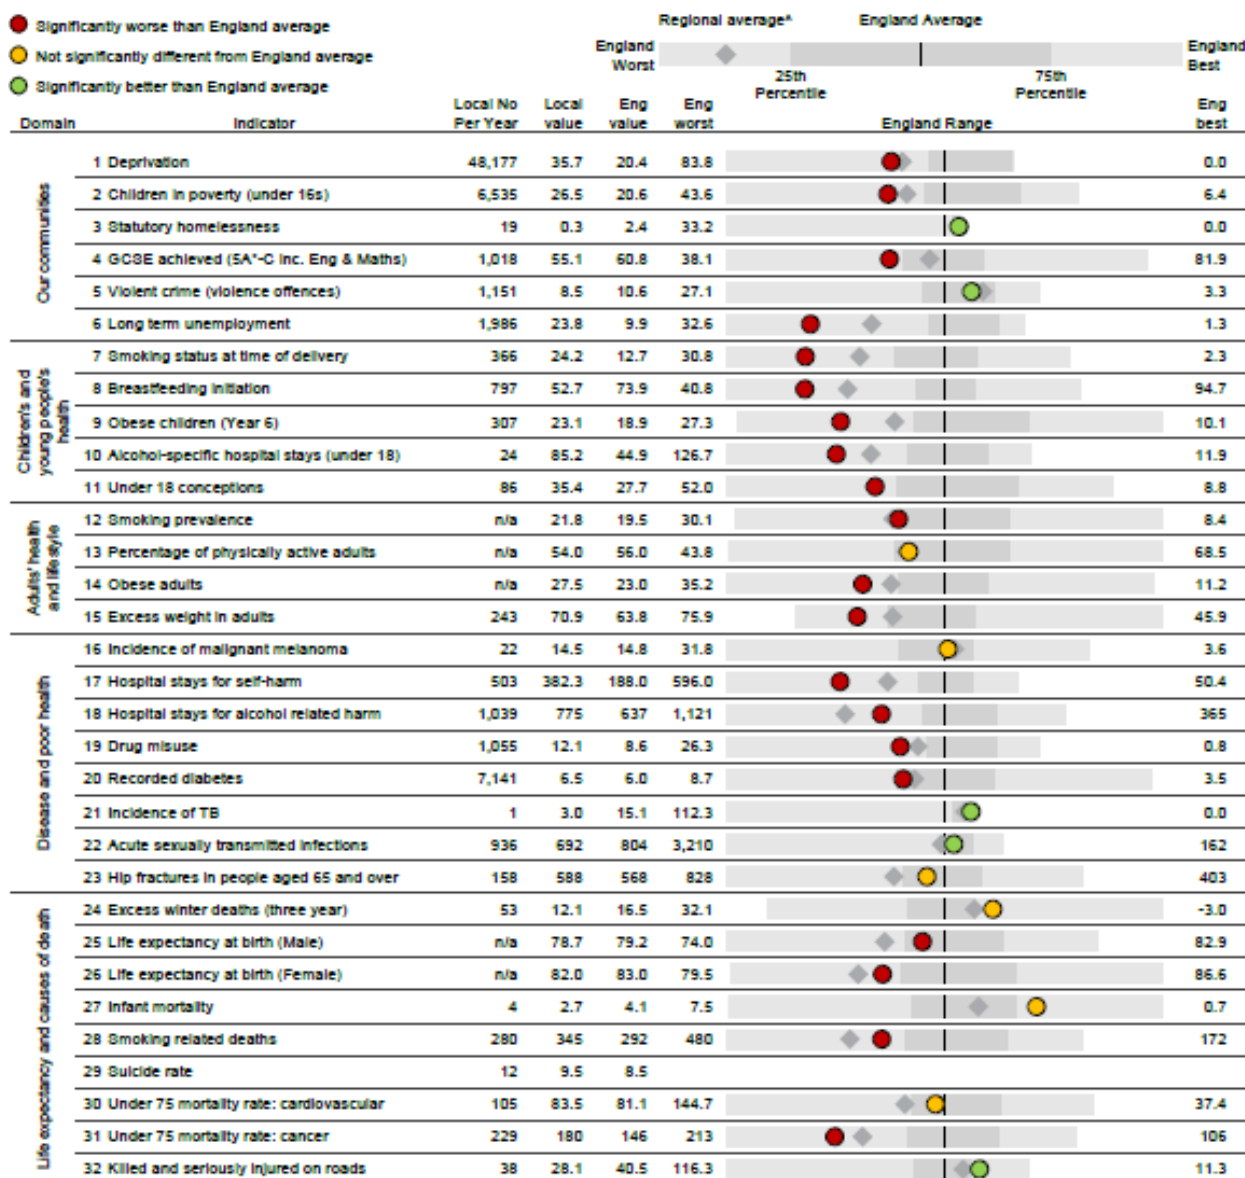 Significantly worse than England average
Not significantly different from England average
Significantly better than England average
Regional average^ England Average
England Worst
England Best
25th Percentile
75th Percentile
Domain Indicator Local No Per Year Local value Eng value Eng worst England Range Eng best
Our communities
1 Deprivation 48,177 35.7 20.4 83.8 0.0
2 Children in poverty (under 16s) 6,535 26.5 20.6 43.6 6.4
3 Statutory homelessness 19 0.3 2.4 33.2 0.0
4 GCSE achieved (5A*-C inc. Eng & Maths) 1,018 55.1 60.8 38.1 81.9
5 Violent crime (violence offences) 1,151 8.5 10.6 27.1 3.3
6 Long term unemployment 1,986 23.8 9.9 32.6 1.3
Children's and young people's health
7 Smoking status at time of delivery 366 24.2 12.7 30.8 2.3
8 Breastfeeding initiation 797 52.7 73.9 40.8 94.7
9 Obese children (Year 6) 307 23.1 18.9 27.3 10.1
10 Alcohol-specific hospital stays (under 18) 24 85.2 44.9 126.7 11.9
11 Under 18 conceptions 86 35.4 27.7 52.0 8.8
Adults' health and lifestyle
12 Smoking prevalence n/a 21.8 19.5 30.1 8.4
13 Percentage of physically active adults n/a 54.0 56.0 43.8 68.5
14 Obese adults n/a 27.5 23.0 35.2 11.2
15 Excess weight in adults 243 70.9 63.8 75.9 45.9
Disease and poor health
16 Incidence of malignant melanoma 22 14.5 14.8 31.8 3.6
17 Hospital stays for self-harm 503 382.3 188.0 596.0 50.4
18 Hospital stays for alcohol related harm 1,039 775 637 1,121 365
19 Drug misuse 1,055 12.1 8.6 26.3 0.8
20 Recorded diabetes 7,141 6.5 6.0 8.7 3.5
21 Incidence of TB 1 3.0 15.1 112.3 0.0
22 Acute sexually transmitted infections 936 692 804 3,210 162
23 Hip fractures in people aged 65 and over 158 588 568 828 403
Life expectancy and causes of death
24 Excess winter deaths (three year) 53 12.1 16.5 32.1 -3.0
25 Life expectancy at birth (Male) n/a 78.7 79.2 74.0 82.9
26 Life expectancy at birth (Female) n/a 82.0 83.0 79.5 86.6
27 Infant mortality 4 2.7 4.1 7.5 0.7
28 Smoking related deaths 280 345 292 480 172
29 Suicide rate 12 9.5 8.5
30 Under 75 mortality rate: cardiovascular 105 83.5 81.1 144.7 37.4
31 Under 75 mortality rate: cancer 229 180 146 213 106
32 Killed and seriously injured on roads 38 28.1 40.5 116.3 11.3